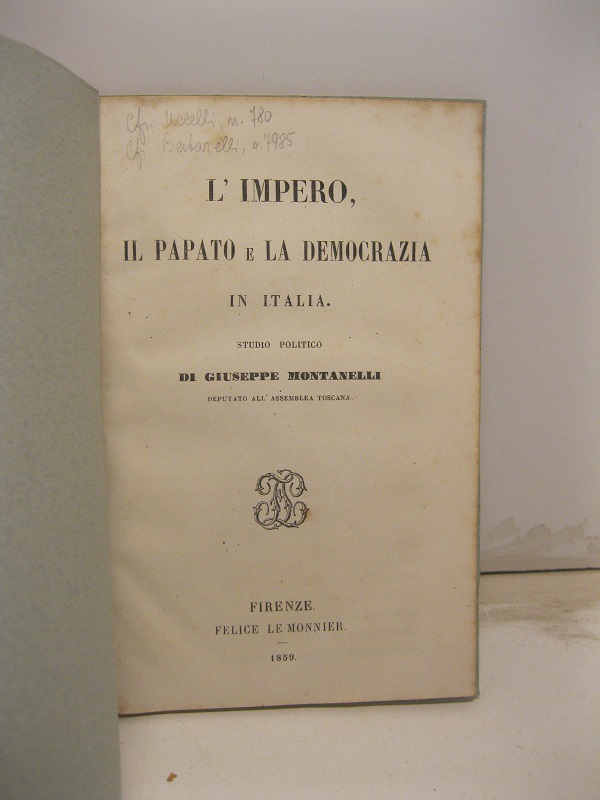 Cfr. Uccelli, n. 780
Cfr Bertarelli, n. 7985
L' IMPERO,
IL PAPATO E LA DEMOCRAZIA
IN ITALIA.
STUDIO POLITICO
DI GIUSEPPE MONTANELLI
DEPUTATO ALL' ASSEMBLEA TOSCANA.
FIRENZE.
FELICE LE MONNIER.
1859.